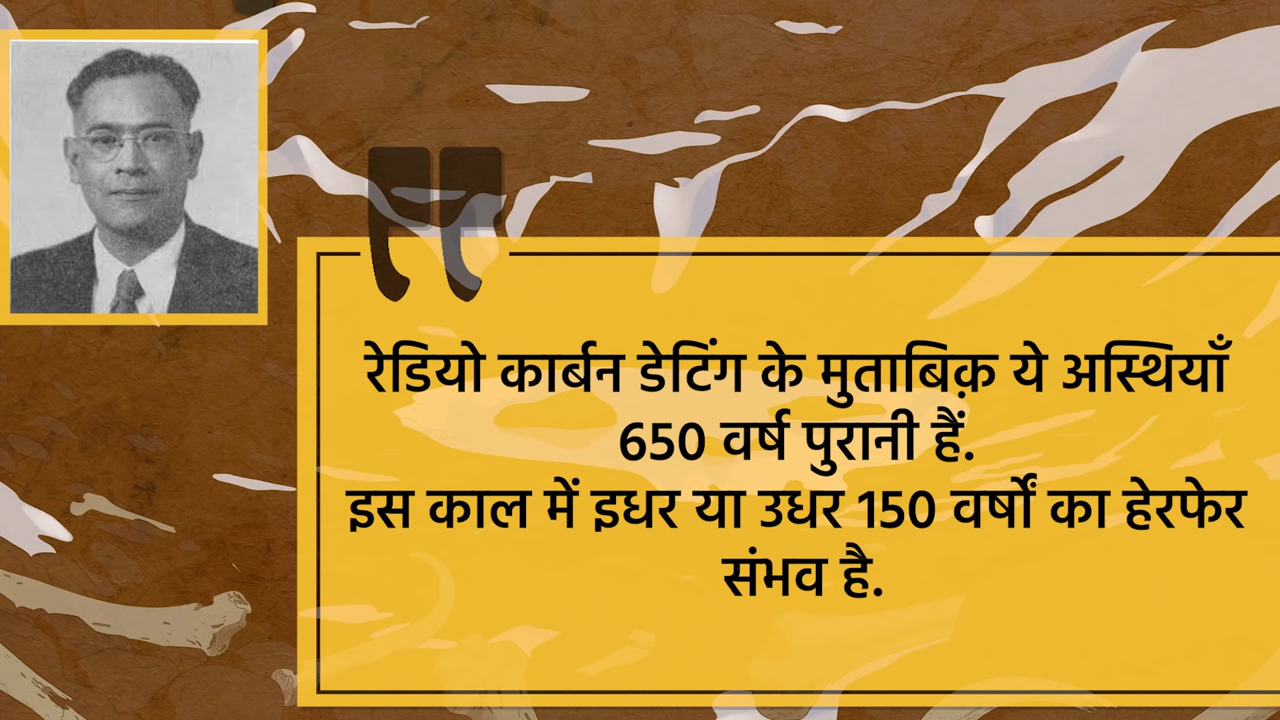 रेडियो कार्बन डेटिंग के मुताबिक़ ये अस्थियाँ
650 वर्ष पुरानी हैं.
इस काल में इधर या उधर 150 वर्षों का हेरफेर
संभव है.